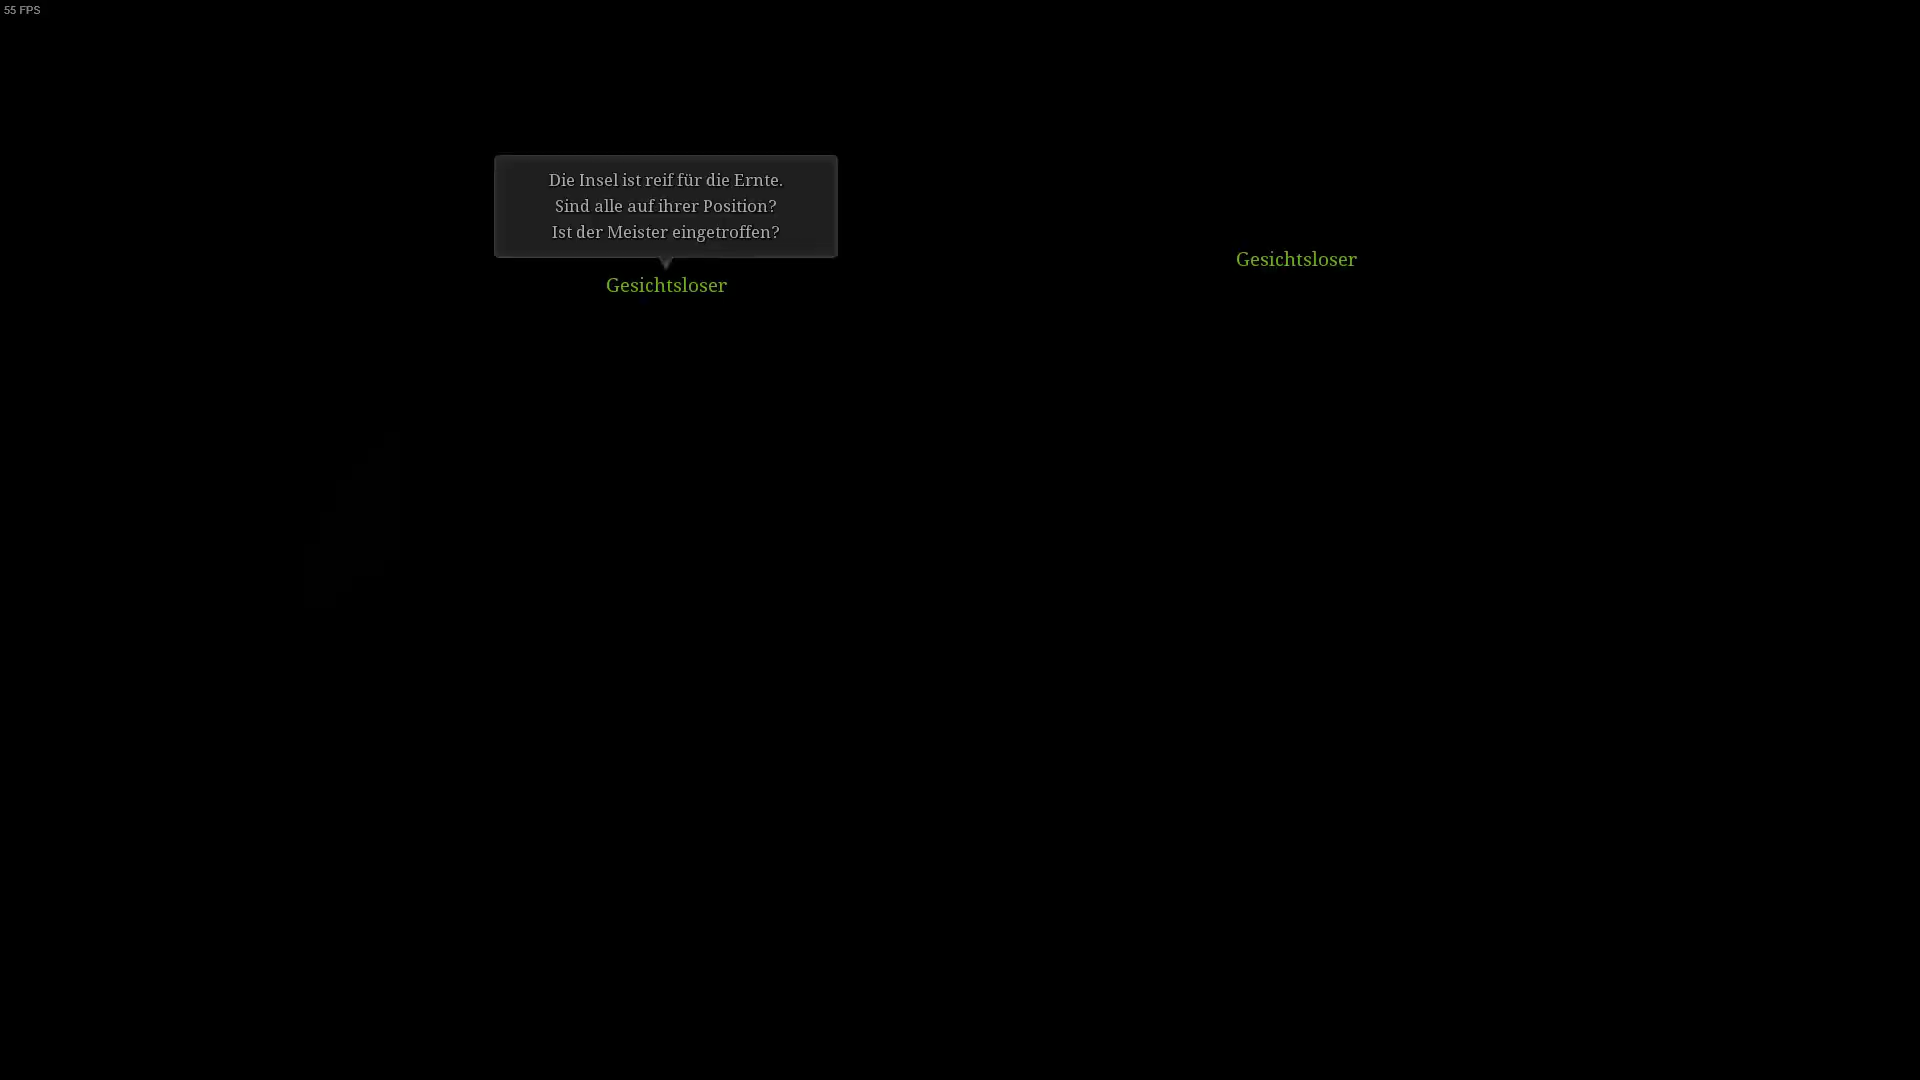 55 FPS
Die Insel ist reif für die Ernte.
Sind alle auf ihrer Position?
Ist der Meister eingetroffen?
Gesichtsloser
Gesichtsloser